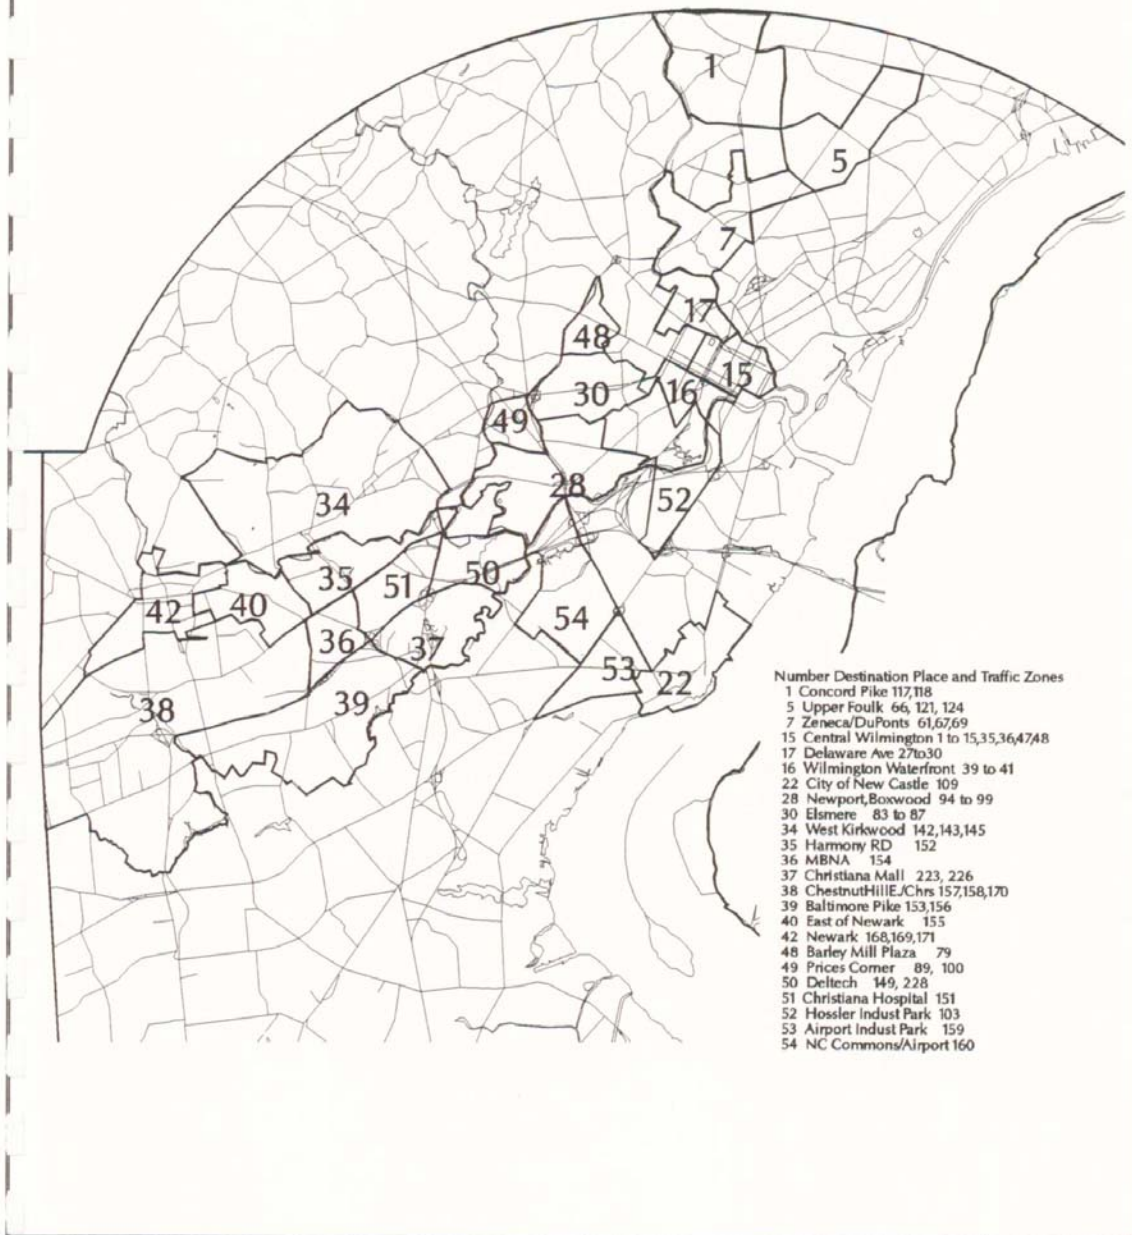 1
5
7
17
48
15
30
16
49
28
34
52
35
50
51
42
40
54
36
37
53
22
39
38
Number Destination Place and Traffic Zones
1 Concord Pike 117,118
5 Upper Foulk 66, 121, 124
7 Zeneca/DuPonts 61,67,69
15 Central Wilmington 1 to 15,35,36,47,48
17 Delaware Ave 27to30
16 Wilmington Waterfront 39 to 41
22 City of New Castle 109
28 Newport,Boxwood 94 to 99
30 Elsmere 83 to 87
34 West Kirkwood 142,143,145
35 Harmony RD 152
36 MBNA 154
37 Christiana Mall 223, 226
38 ChestnutHillE./Chrs 157,158,170
39 Baltimore Pike 153,156
40 East of Newark 155
42 Newark 168,169,171
48 Barley Mill Plaza 79
49 Prices Corner 89, 100
50 Deltech 149, 228
51 Christiana Hospital 151
52 Hossler Indust Park 103
53 Airport Indust Park 159
54 NC Commons/Airport 160